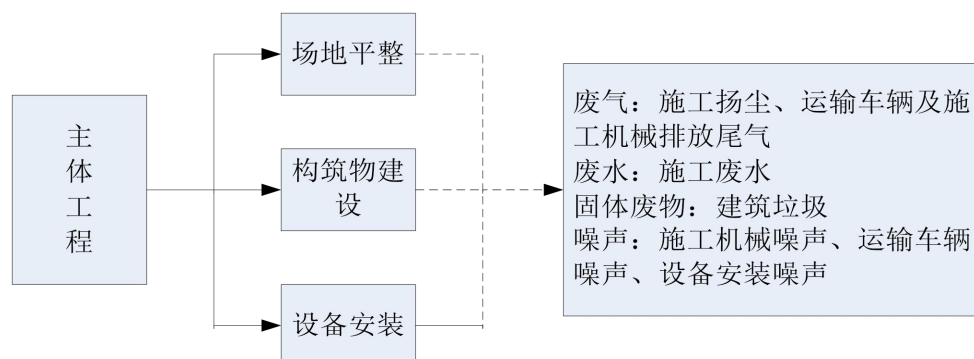 主
体
工
程
场地平整
构筑物建
设
设备安装
废气：施工扬尘、运输车辆及施
工机械排放尾气
废水：施工废水
固体废物：建筑垃圾
噪声：施工机械噪声、运输车辆
噪声、设备安装噪声